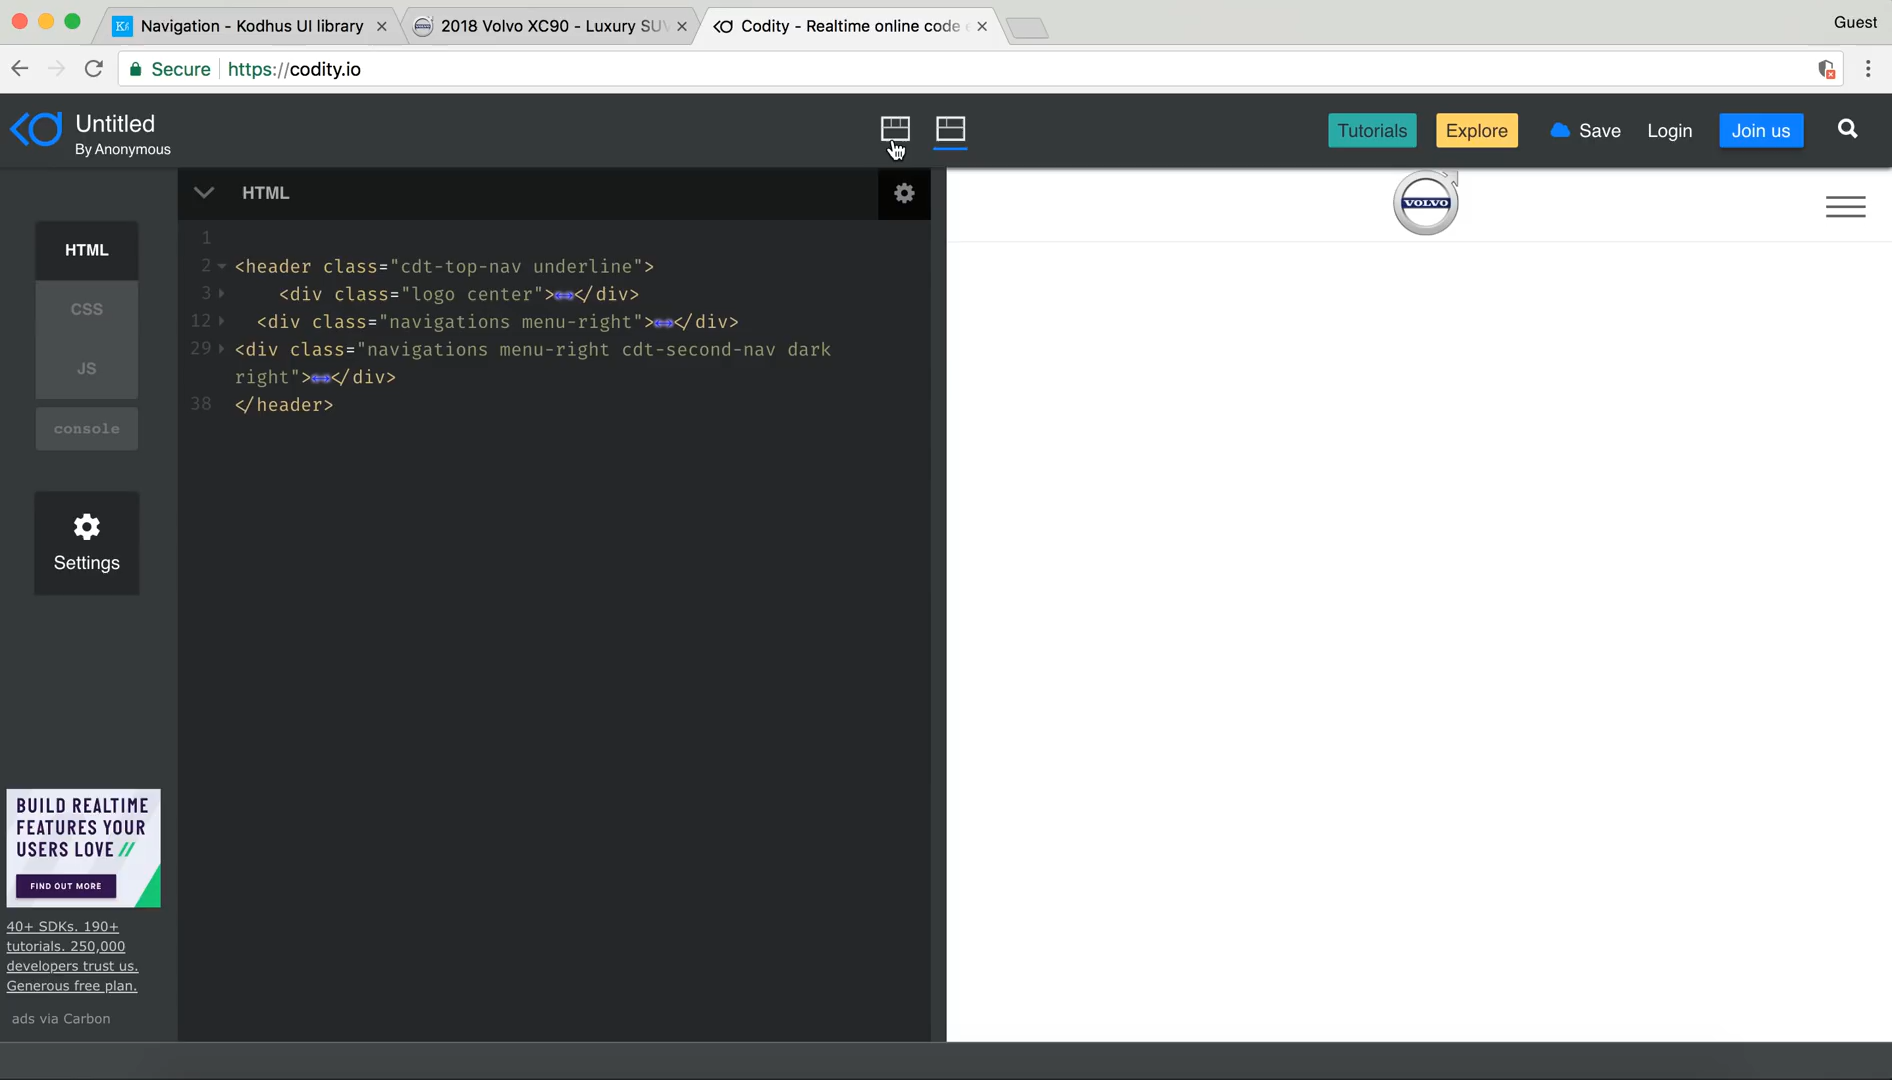 Navigation - Kodhus UI library
2018 Volvo XC90 - Luxury SUV
Codity - Realtime online code e
Guest
Secure https://codity.io
Untitled
By Anonymous
Tutorials
Explore
Save
Login
Join us
HTML
CSS
JS
console
Settings
HTML
1
2 <header class="cdt-top-nav underline">
3 <div class="logo center"></div>
12 <div class="navigations menu-right"></div>
29 <div class="navigations menu-right cdt-second-nav dark
right"></div>
38 </header>
VOLVO
BUILD REALTIME
FEATURES YOUR
USERS LOVE //
FIND OUT MORE
40+ SDKs. 190+
tutorials. 250,000
developers trust us.
Generous free plan.
ads via Carbon